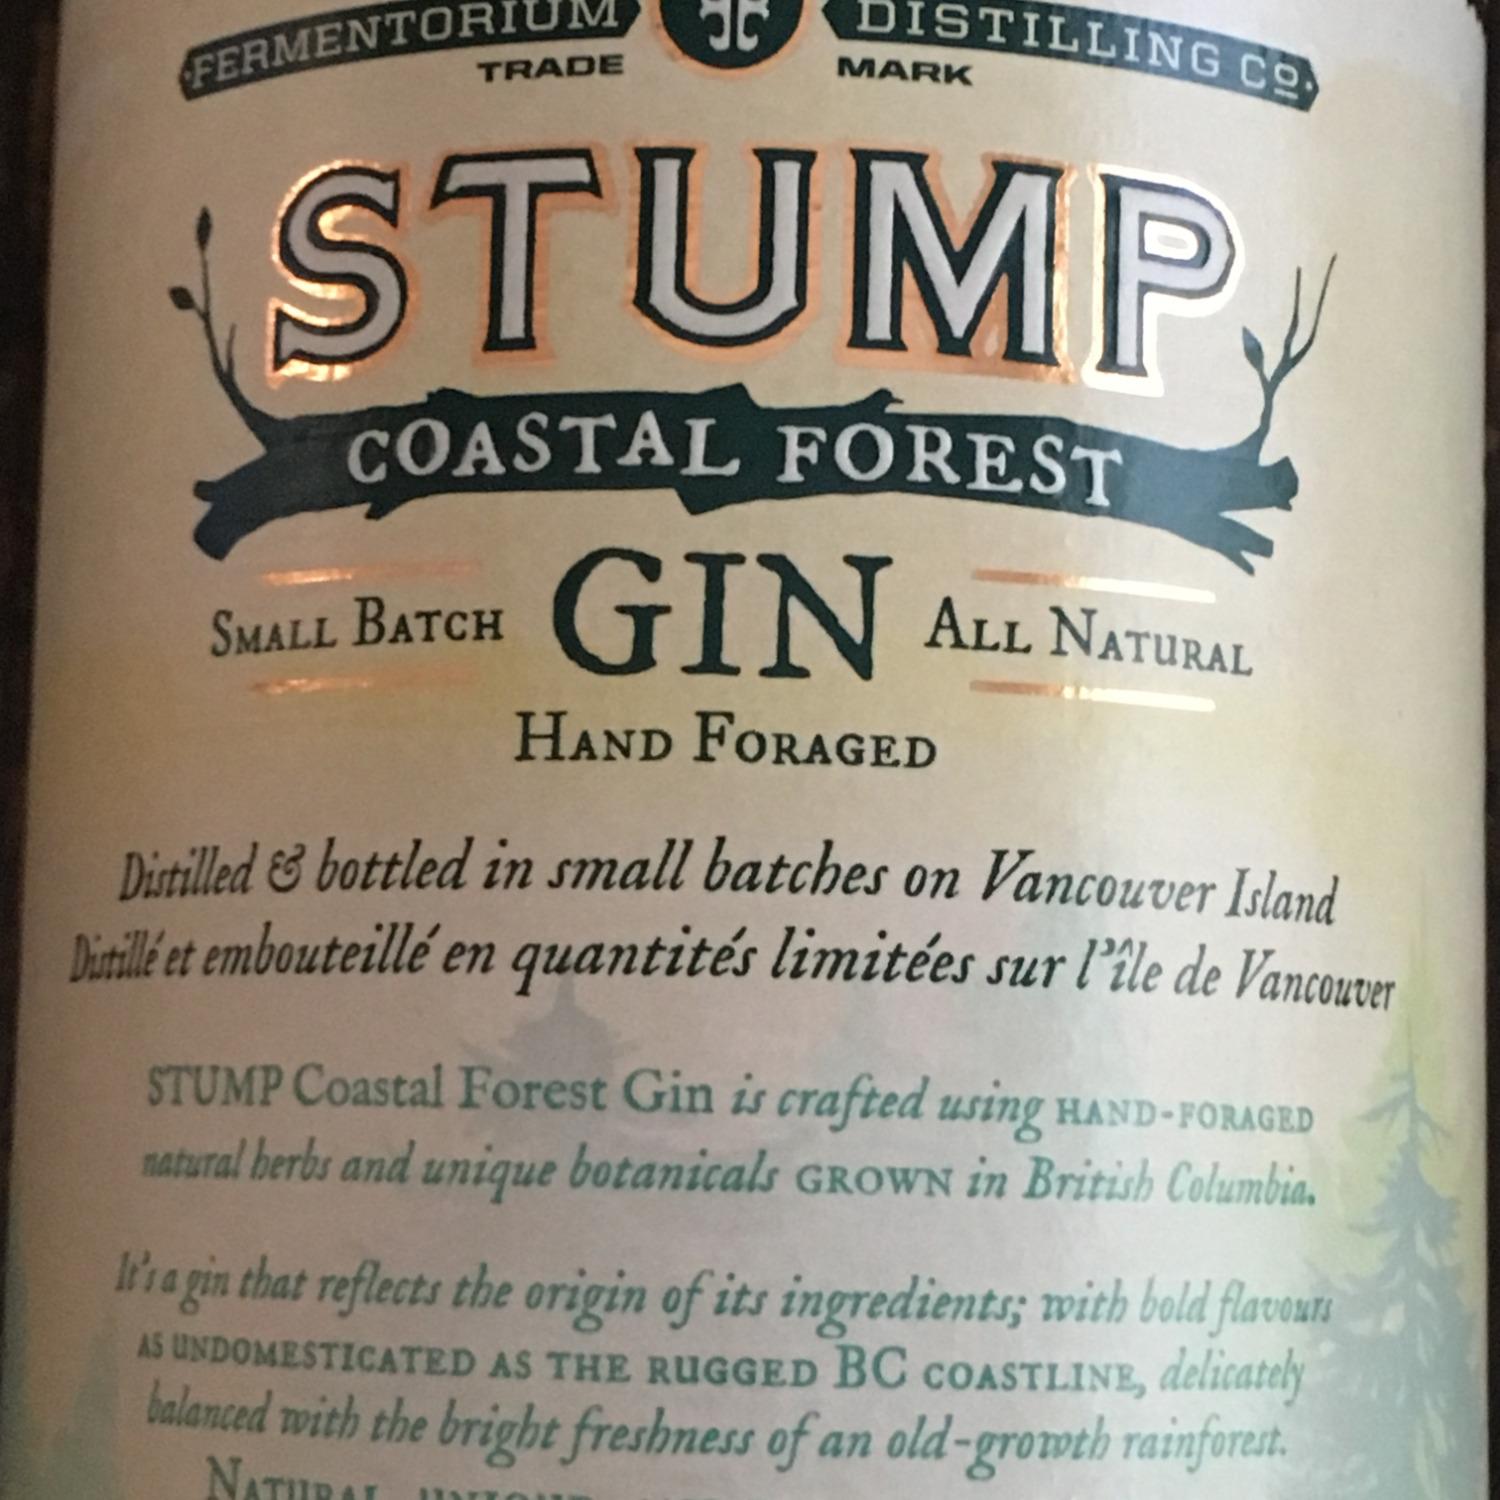 FERMENTORIUM DISTILLING Co.
TRADE MARK
STUMP
COASTAL FOREST
SMALL BATCH GIN ALL NATURAL
HAND FORAGED
Distilled & bottled in small batches on Vancouver Island
Distillé et embouteillé en quantités limitées sur l'île de Vancouver
STUMP Coastal Forest Gin is crafted using HAND-FORAGED
natural herbs and unique botanicals GROWN in British Columbia.
It's a gin that reflects the origin of its ingredients; with bold flavours
AS UNDOMESTICATED AS THE RUGGED BC COASTLINE, delicately
balanced with the bright freshness of an old-growth rainforest.
NATURAL, UNIQUE